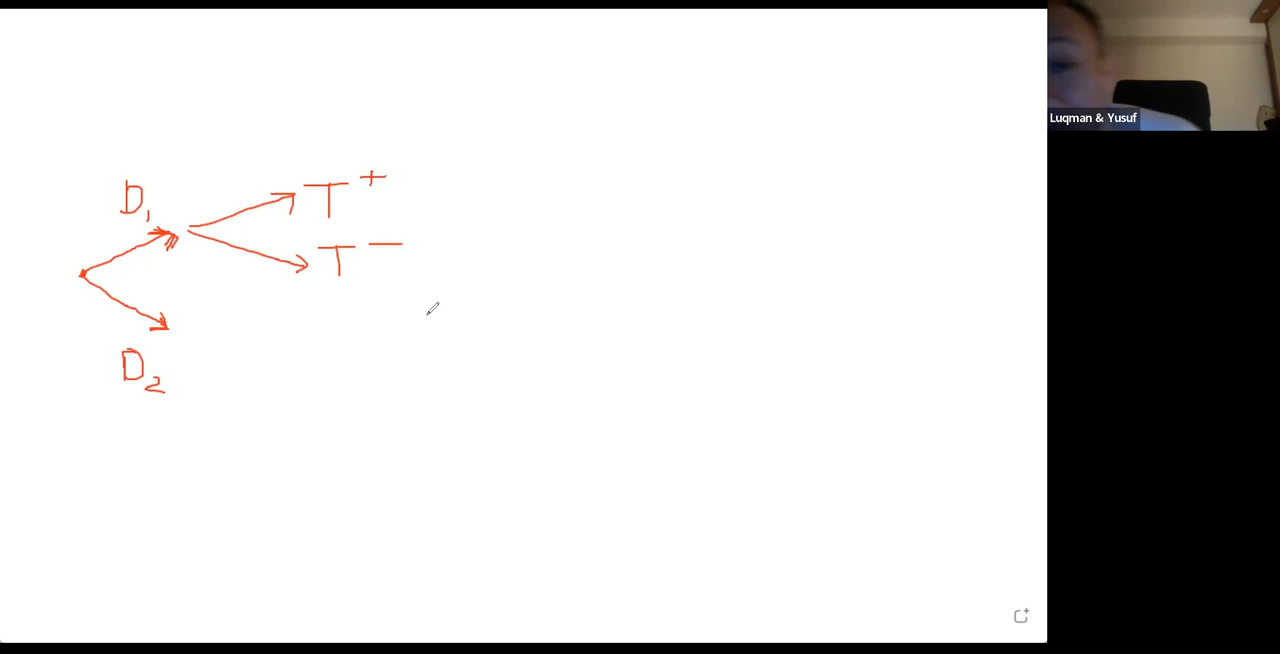 D₁
T⁺
T⁻
D₂
Luqman & Yusuf